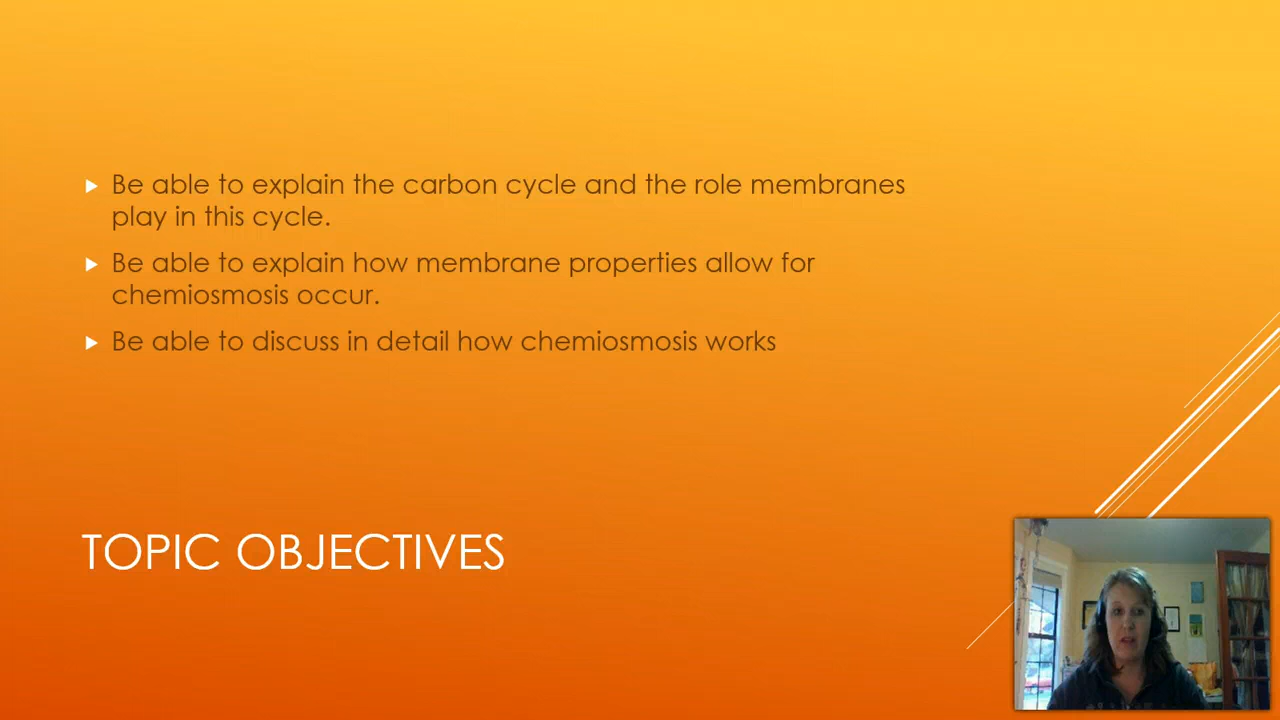 Be able to explain the carbon cycle and the role membranes
play in this cycle.
Be able to explain how membrane properties allow for
chemiosmosis occur.
Be able to discuss in detail how chemiosmosis works
TOPIC OBJECTIVES